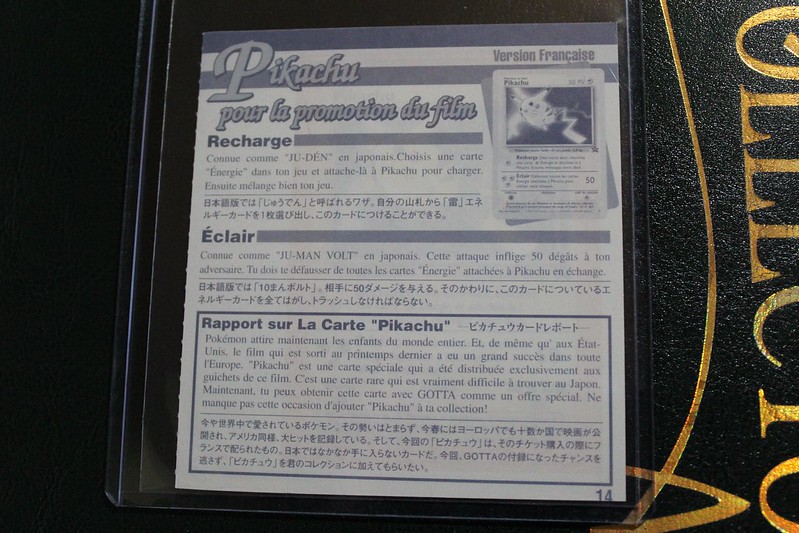 Version Française
Pikachu
pour la promotion du film
Pikachu
50
Recharge
Connue comme "JU-DÉN" en japonais.Choisis une carte
"Énergie" dans ton jeu et attache-là à Pikachu pour charger.
Ensuite mélange bien ton jeu.
日本語版では「じゅうでん」と呼ばれるワザ。自分の山札から「雷」エネ
ルギーカードを1枚選び出し、このカードにつけることができる。
Éclair
Connue comme "JU-MAN VOLT" en japonais. Cette attaque inflige 50 dégâts à ton
adversaire. Tu dois te défausser de toutes les cartes "Énergie" attachées à Pikachu en échange.
日本語版では「10まんボルト」。相手に50ダメージを与える。そのかわりに、このカードについているエ
ネルギーカードを全てはがし、トラッシュしなければならない。
Rapport sur La Carte "Pikachu" —ピカチュウカードレポート—
Pokémon attire maintenant les enfants du monde entier. Et, de même qu' aux État-
Unis, le film qui est sorti au printemps dernier a eu un grand succès dans toute
l'Europe. "Pikachu" est une carte spéciale qui a été distribuée exclusivement aux
guichets de ce film. C'est une carte rare qui est vraiment difficile à trouver au Japon.
Maintenant, tu peux obtenir cette carte avec GOTTA comme un offre spécial. Ne
manque pas cette occasion d'ajouter "Pikachu" à ta collection!
今や世界中で愛されているポケモン。その勢いはとまらず、今春にはヨーロッパでも十数か国で映画が公
開され、アメリカ同様、大ヒットを記録している。そして、今回の「ピカチュウ」は、そのチケット購入の際にフ
ランスで配られたもの。日本ではなかなか手に入らないカードだ。今回、GOTTAの付録になったチャンスを
逃さず、「ピカチュウ」を君のコレクションに加えてもらいたい。
14